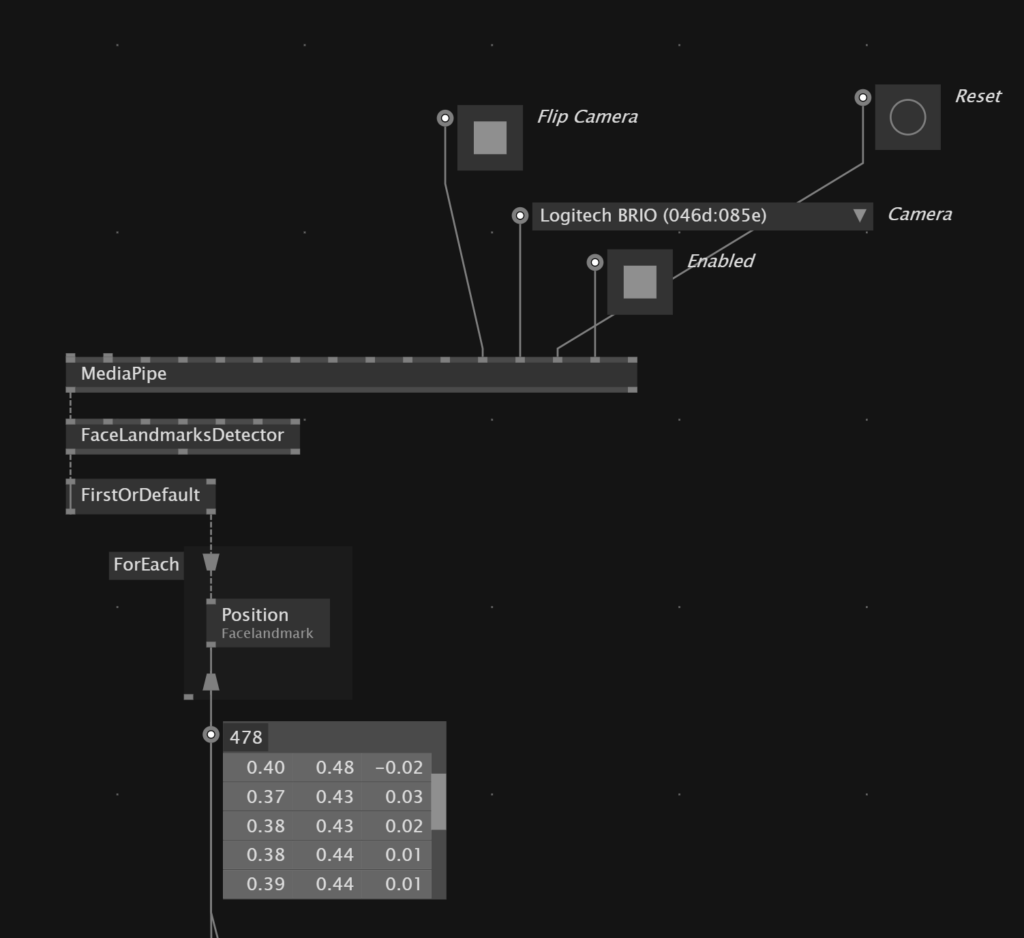 Reset
Flip Camera
Logitech BRIO (046d:085e)
Camera
Enabled
MediaPipe
FaceLandmarksDetector
FirstOrDefault
ForEach
Position
Facelandmark
478
0.40 0.48 −0.02
0.37 0.43 0.03
0.38 0.43 0.02
0.38 0.44 0.01
0.39 0.44 0.01